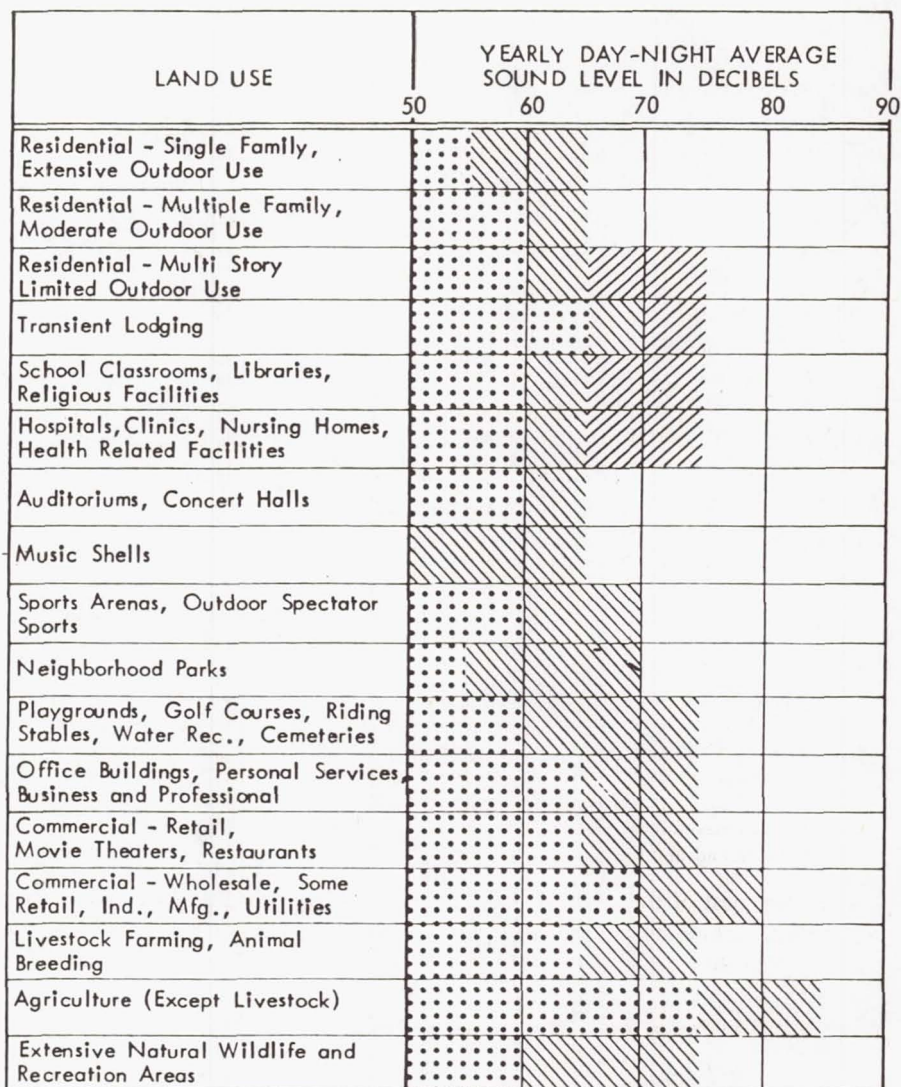 LAND USE
YEARLY DAY-NIGHT AVERAGE
SOUND LEVEL IN DECIBELS
50 60 70 80 90
Residential - Single Family,
Extensive Outdoor Use
Residential - Multiple Family,
Moderate Outdoor Use
Residential - Multi Story
Limited Outdoor Use
Transient Lodging
School Classrooms, Libraries,
Religious Facilities
Hospitals, Clinics, Nursing Homes,
Health Related Facilities
Auditoriums, Concert Halls
Music Shells
Sports Arenas, Outdoor Spectator
Sports
Neighborhood Parks
Playgrounds, Golf Courses, Riding
Stables, Water Rec., Cemeteries
Office Buildings, Personal Services,
Business and Professional
Commercial - Retail,
Movie Theaters, Restaurants
Commercial - Wholesale, Some
Retail, Ind., Mfg., Utilities
Livestock Farming, Animal
Breeding
Agriculture (Except Livestock)
Extensive Natural Wildlife and
Recreation Areas